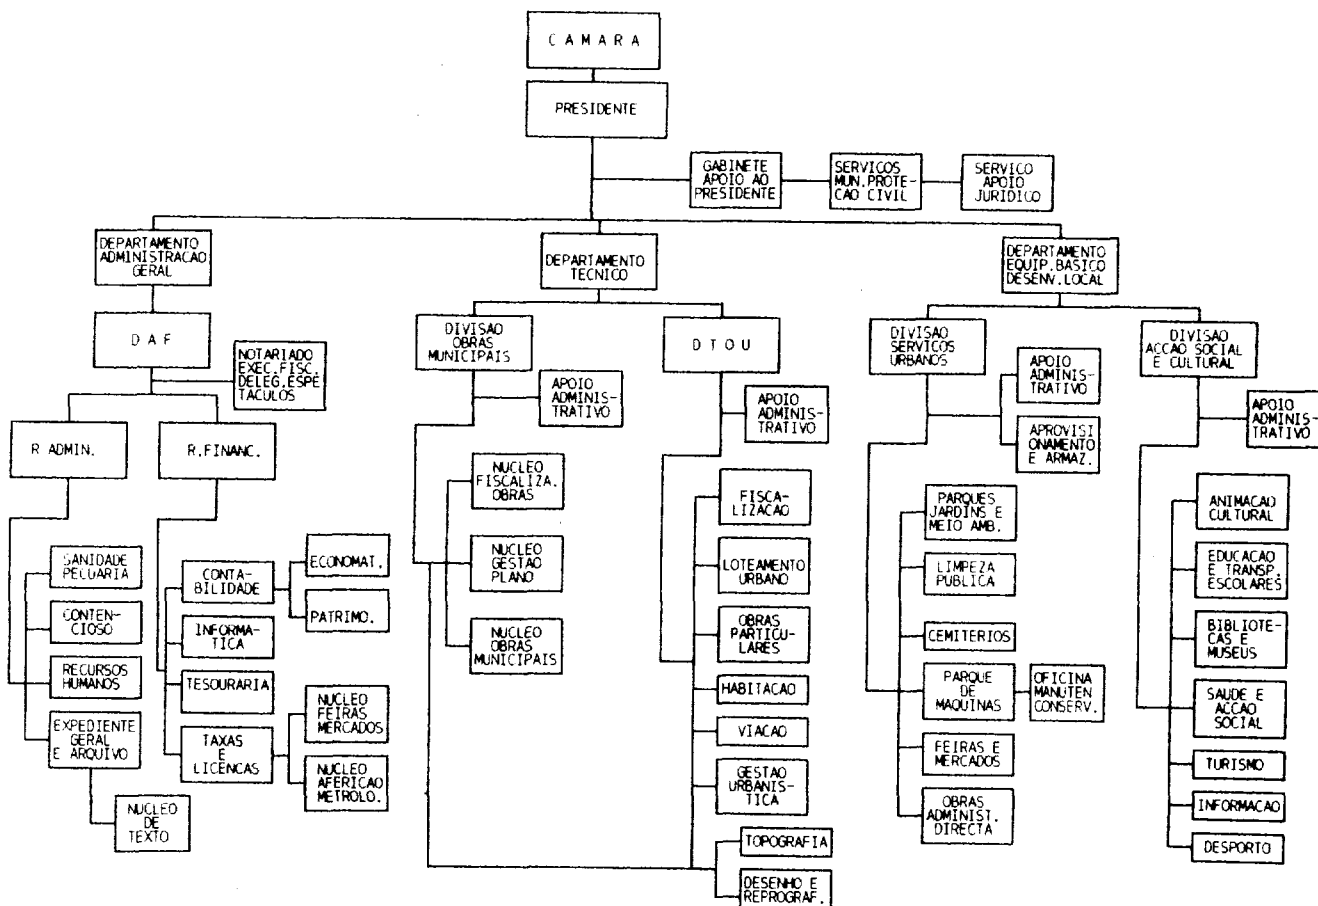 CAMARA
PRESIDENTE
GABINETE
APOIO AO
PRESIDENTE
SERVICOS
MUN.PROTE-
CAO CIVIL
SERVICO
APOIO
JURIDICO
DEPARTAMENTO
ADMINISTRACAO
GERAL
DEPARTAMENTO
TECNICO
DEPARTAMENTO
EQUIP.BASICO
DESENV.LOCAL
D A F
NOTARIADO
EXEC.FISC.
DELEG.ESPE
TACULOS
R ADMIN.
R.FINANC.
SANIDADE
PECUARIA
CONTEN-
CIOSO
RECURSOS
HUMANOS
EXPEDIENTE
GERAL
E ARQUIVO
NUCLEO
DE
TEXTO
CONTA-
BILIDADE
ECONOMAT.
PATRIMO.
INFORMA-
TICA
TESOURARIA
TAXAS
E
LICENCAS
NUCLEO
FEIRAS
MERCADOS
NUCLEO
AFERICAO
METROLO.
DIVISÃO
OBRAS
MUNICIPAIS
APOIO
ADMINIS-
TRATIVO
NUCLEO
FISCALIZA.
OBRAS
NUCLEO
GESTÃO
PLANO
NUCLEO
OBRAS
MUNICIPAIS
D T O U
APOIO
ADMINIS-
TRATIVO
FISCA-
LIZACAO
LOTEAMENTO
URBANO
OBRAS
PARTICU-
LARES
HABITACAO
VIACAO
GESTAO
URBANIS-
TICA
TOPOGRAFIA
DESENHO E
REPROGRAF.
DIVISÃO
SERVICOS
URBANOS
APOIO
ADMINIS-
TRATIVO
APROVISI
ONAMENTO
E ARMAZ.
PARQUES
JARDINS E
MEIO AMB.
LIMPEZA
PUBLICA
CEMITERIOS
PARQUE
DE
MAQUINAS
OFICINA
MANUTEN
CONSERV.
FEIRAS E
MERCADOS
OBRAS
ADMINIST.
DIRECTA
DIVISAO
ACCAO SOCIAL
E CULTURAL
APOIO
ADMINIS-
TRATIVO
ANIMACAO
CULTURAL
EDUCACAO
E TRANSP.
ESCOLARES
BIBLIOTE-
CAS E
MUSEUS
SAUDE E
ACCAO
SOCIAL
TURISMO
INFORMACAO
DESPORTO